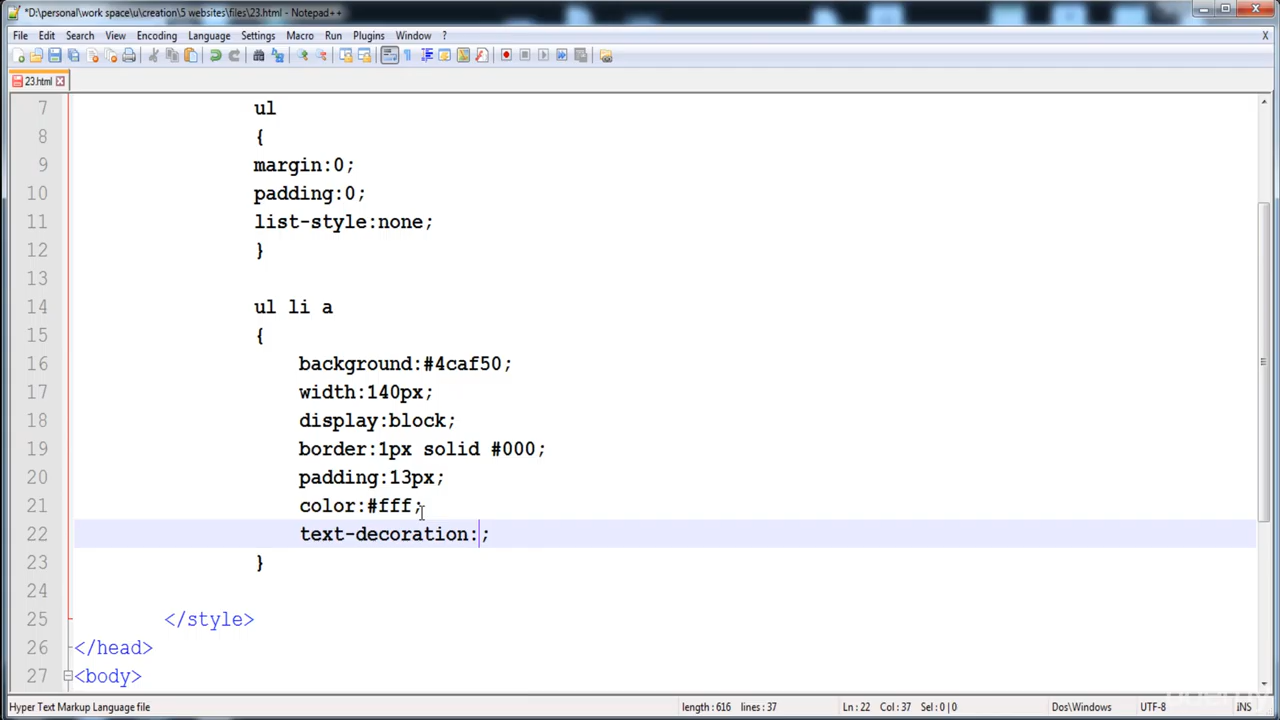 *D:\personal\work space\u\creation\5 websites\files\23.html - Notepad++
File Edit Search View Encoding Language Settings Macro Run Plugins Window ? X
23.html
7 ul
8 {
9 margin:0;
10 padding:0;
11 list-style:none;
12 }
13
14 ul li a
15 {
16 background:#4caf50;
17 width:140px;
18 display:block;
19 border:1px solid #000;
20 padding:13px;
21 color:#fff;
22 text-decoration:;
23 }
24
25 </style>
26 </head>
27 <body>
Hyper Text Markup Language file length : 616 lines : 37 Ln : 22 Col : 37 Sel : 0 | 0 Dos\Windows UTF-8 INS